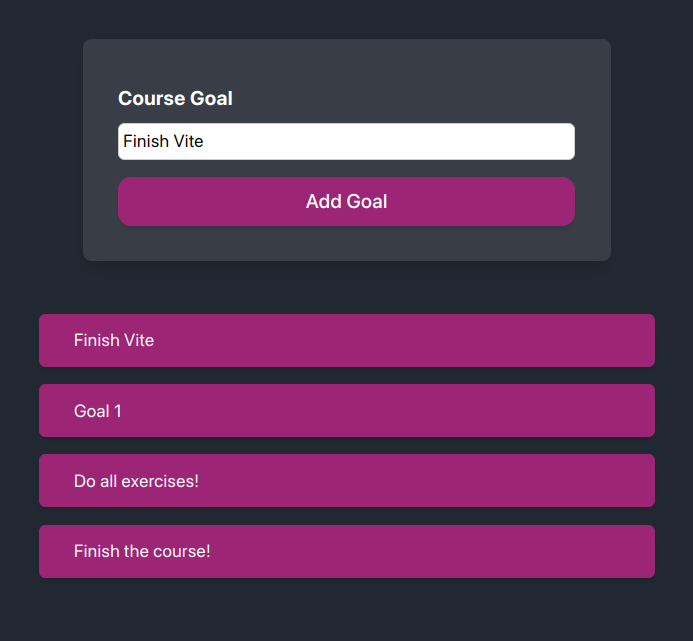 Course Goal
Finish Vite
Add Goal
Finish Vite
Goal 1
Do all exercises!
Finish the course!